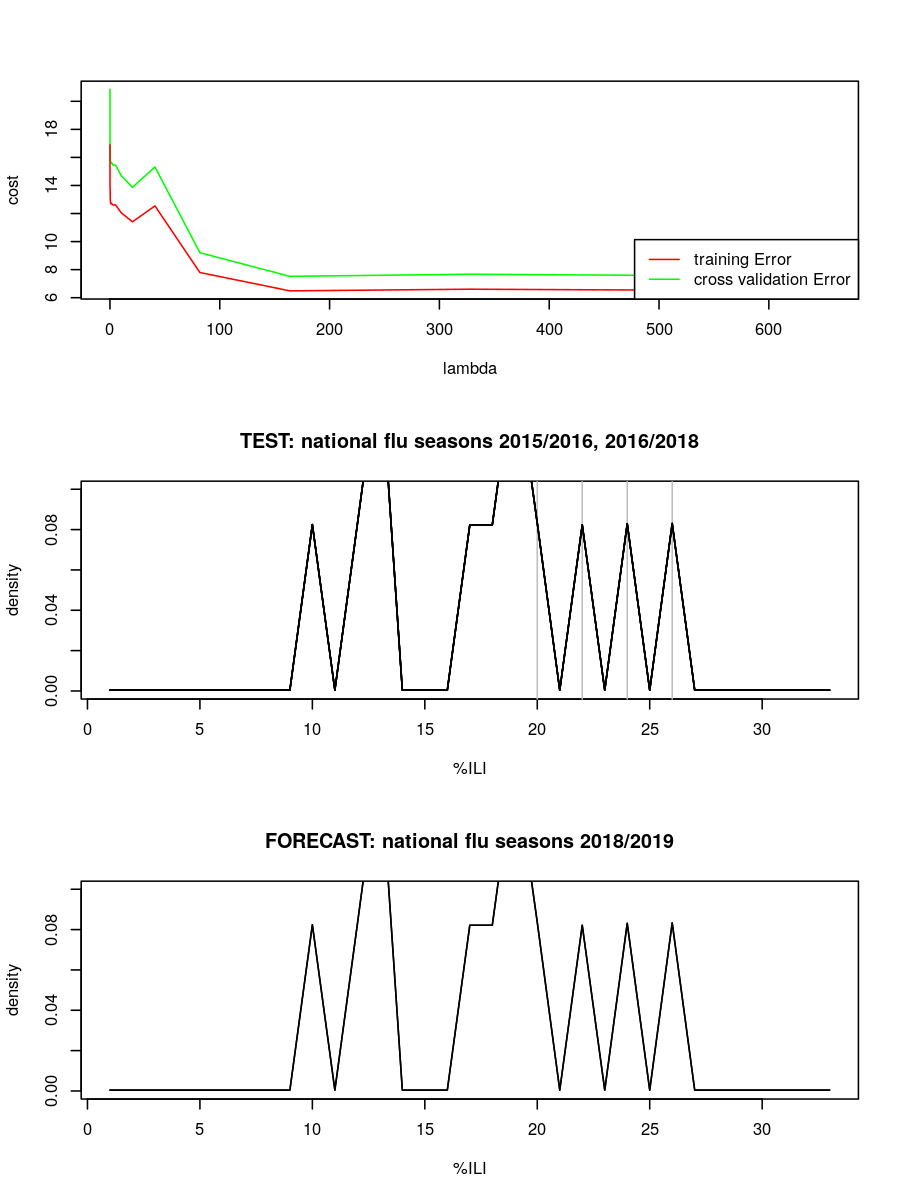 18
14
10
8
6
cost
training Error
cross validation Error
0 100 200 300 400 500 600
lambda
TEST: national flu seasons 2015/2016, 2016/2018
0.08
0.04
0.00
density
0 5 10 15 20 25 30
%ILI
FORECAST: national flu seasons 2018/2019
0.08
0.04
0.00
density
0 5 10 15 20 25 30
%ILI